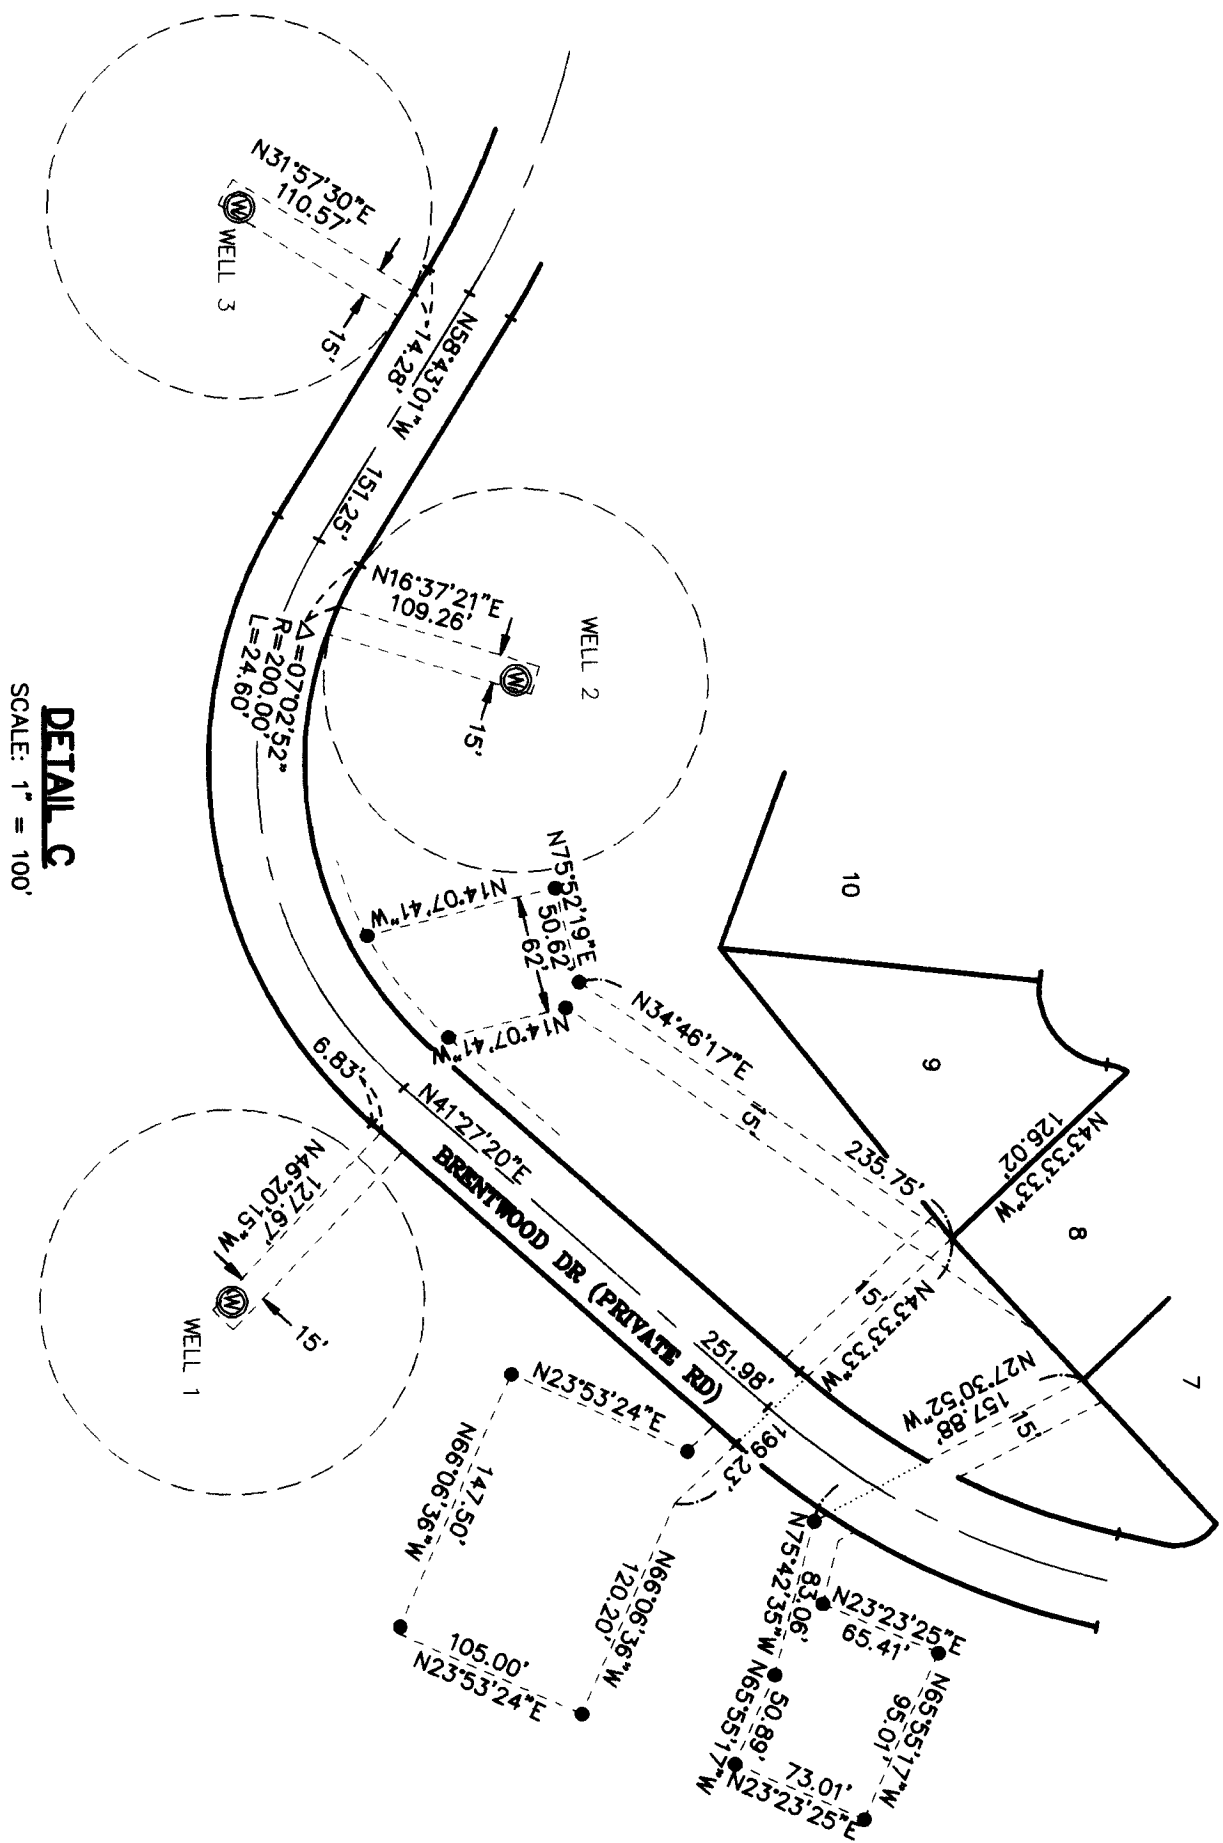 N31°57'30"E
110.57'
WELL 3
15'
14.28'
N58°43'01"W
151.25'
N16°37'21"E
109.26'
WELL 2
15'
Δ=07°02'52"
R=200.00'
L=24.60'
DETAIL C
SCALE: 1" = 100'
N75°52'19"E
50.62'
N14°07'41"W
62'
N14°07'41"W
N34°46'17"E
15'
235.75'
10
9
8
7
N43°33'33"W
126.02'
6.83'
N46°20'15"W
127.67'
15'
WELL 1
N41°27'20"E
251.98'
BRENTWOOD DR (PRIVATE RD)
15'
N43°33'33"W
199.23'
N27°30'52"W
157.88'
15'
N23°53'24"E
N66°06'36"W
147.50'
105.00'
N23°53'24"E
N66°06'36"W
120.20'
N75°42'35"W
83.06'
N23°23'25"E
65.41'
N65°55'17"W
95.01'
N65°55'17"W
50.89'
73.01'
N23°23'25"E
W
W
W